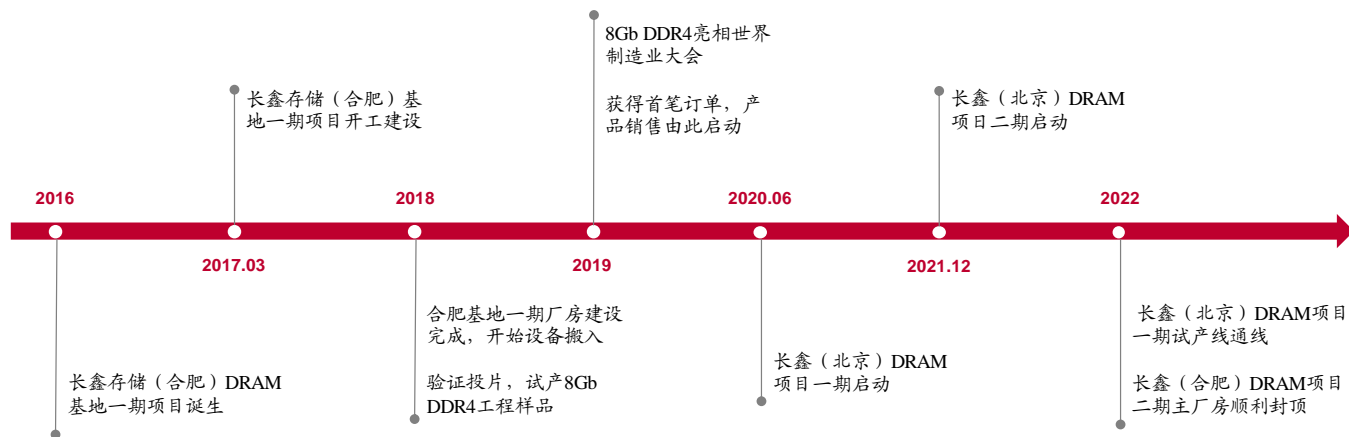 8Gb DDR4亮相世界
制造业大会
获得首笔订单，产
品销售由此启动
长鑫存储（合肥）基
地一期项目开工建设
长鑫（北京）DRAM
项目二期启动
2016
2018
2020.06
2022
2017.03
2019
2021.12
合肥基地一期厂房建设
完成，开始设备搬入
验证投片，试产8Gb
DDR4工程样品
长鑫（北京）DRAM项目
一期试产线通线
长鑫（合肥）DRAM项目
二期主厂房顺利封顶
长鑫（北京）DRAM
项目一期启动
长鑫存储（合肥）DRAM
基地一期项目诞生